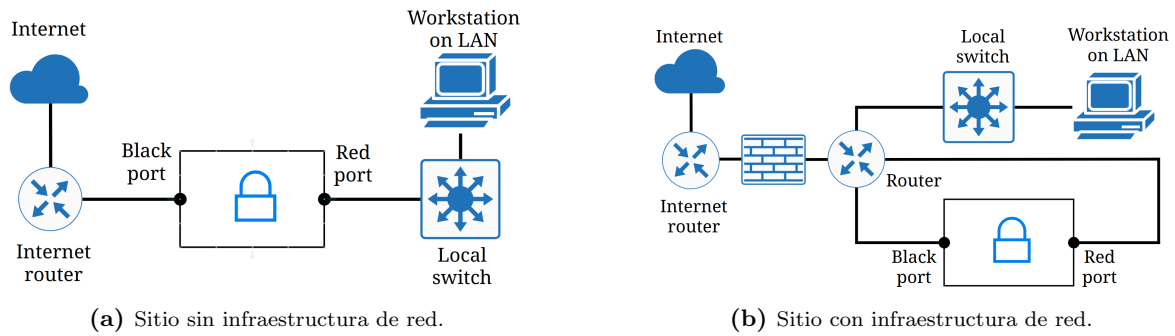 Internet
Workstation
on LAN
Black
port
Red
port
Internet
router
Local
switch
(a) Sitio sin infraestructura de red.
Internet
Local
switch
Workstation
on LAN
Internet
router
Router
Black
port
Red
port
(b) Sitio con infraestructura de red.